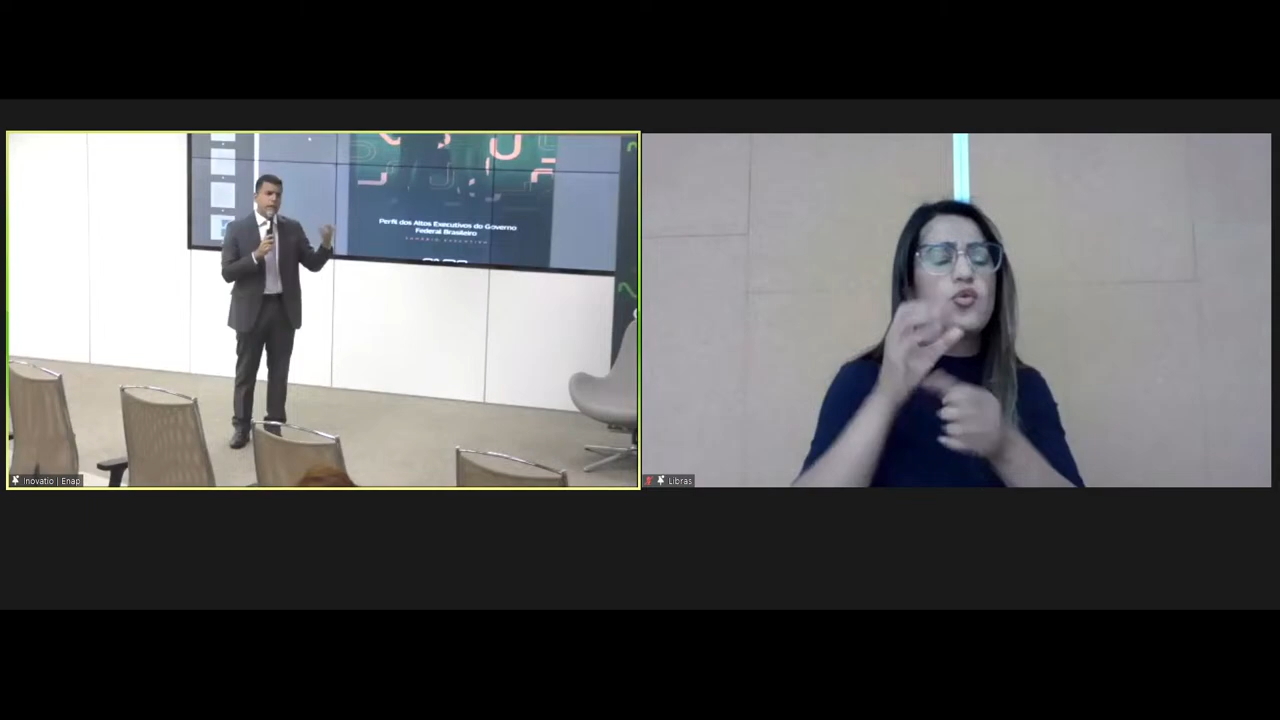 Perfil dos Altos Executivos do Governo
Federal Brasileiro
Inovatio | Enap
Libras